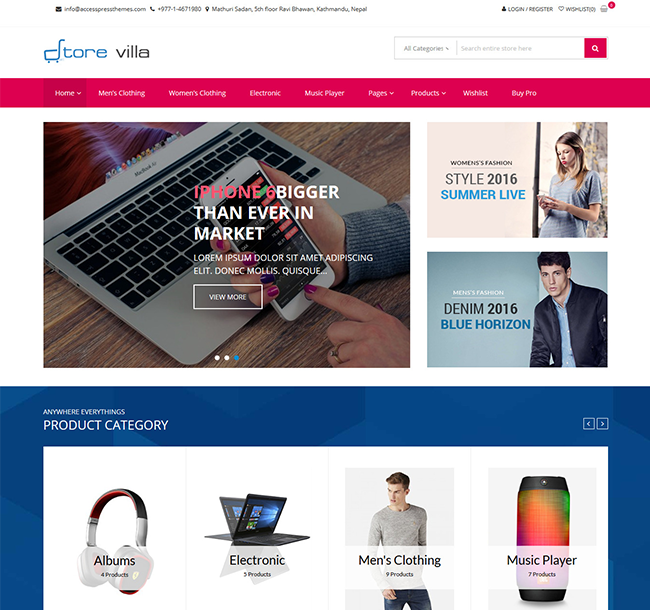 info@accesspressthemes.com +977-1-4671980 Mathuri Sadan, 5th floor Ravi Bhawan, Kathmandu, Nepal
LOGIN / REGISTER WISHLIST(0) 0
store villa
All Categories
Search entire store here
Home Men's Clothing Women's Clothing Electronic Music Player Pages Products Wishlist Buy Pro
IPHONE 6BIGGER
THAN EVER IN
MARKET
LOREM IPSUM DOLOR SIT AMET ADIPISCING
ELIT. DONEC MOLLIS. QUISQUE...
VIEW MORE
MacBook Air
WOMENS'S FASHION
STYLE 2016
SUMMER LIVE
MENS'S FASHION
DENIM 2016
BLUE HORIZON
ANYWHERE EVERYTHINGS
PRODUCT CATEGORY
Albums
4 Products
Electronic
5 Products
Men's Clothing
9 Products
Music Player
7 Products